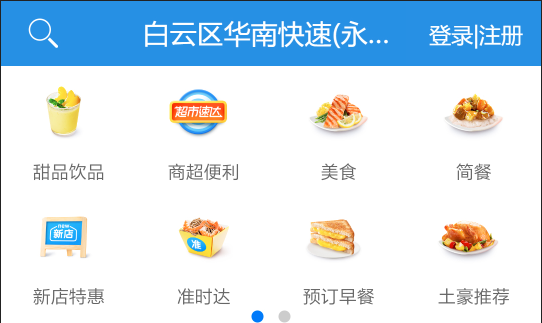 白云区华南快速(永... 登录|注册
超市速达
甜品饮品 商超便利 美食 简餐
new
新店
准
新店特惠 准时达 预订早餐 土豪推荐